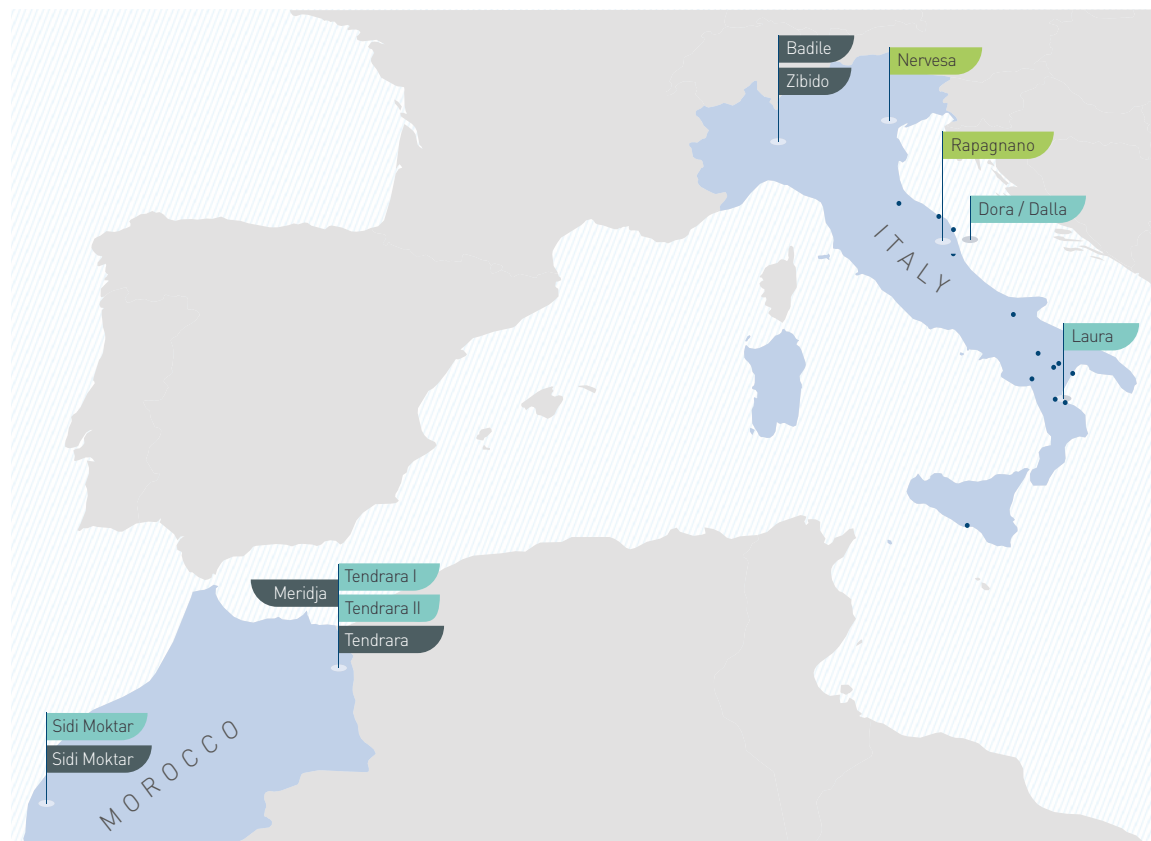 Badile
Zibido
Nervesa
Rapagnano
Dora / Dalla
ITALY
Laura
Tendrara I
Meridja
Tendrara II
Tendrara
Sidi Moktar
Sidi Moktar
MOROCCO